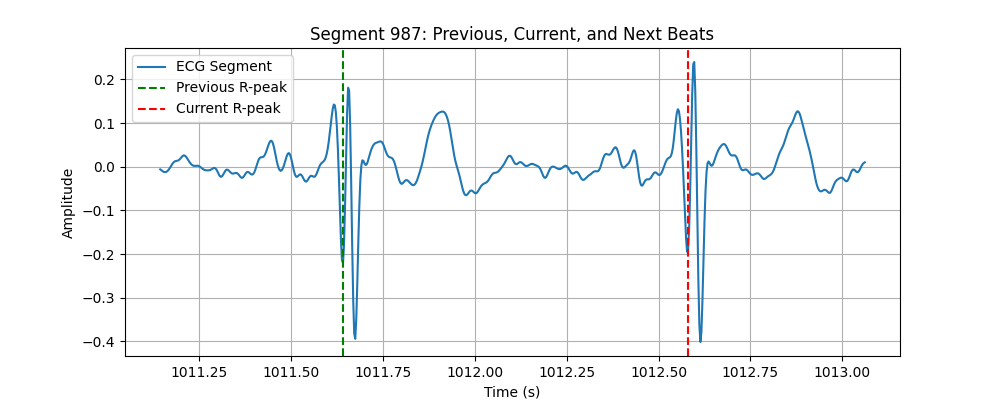 Segment 987: Previous, Current, and Next Beats
ECG Segment
Previous R-peak
Current R-peak
Amplitude
0.2
0.1
0.0
−0.1
−0.2
−0.3
−0.4
1011.25 1011.50 1011.75 1012.00 1012.25 1012.50 1012.75 1013.00
Time (s)